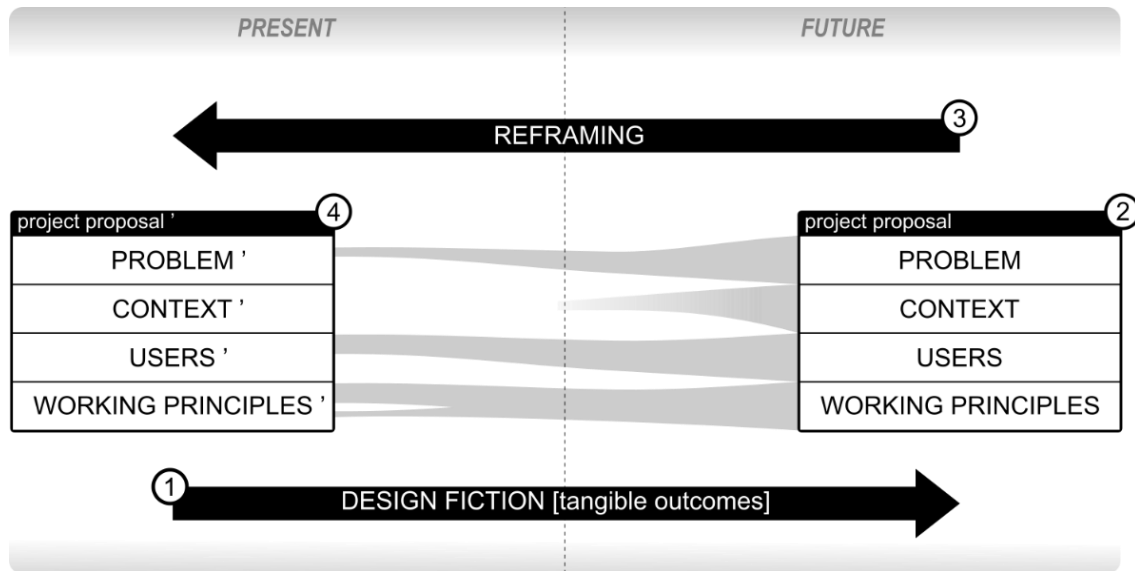 PRESENT
FUTURE
3
REFRAMING
4
2
project proposal ’
project proposal
PROBLEM ’
PROBLEM
CONTEXT ’
CONTEXT
USERS ’
USERS
WORKING PRINCIPLES ’
WORKING PRINCIPLES
1
DESIGN FICTION [tangible outcomes]